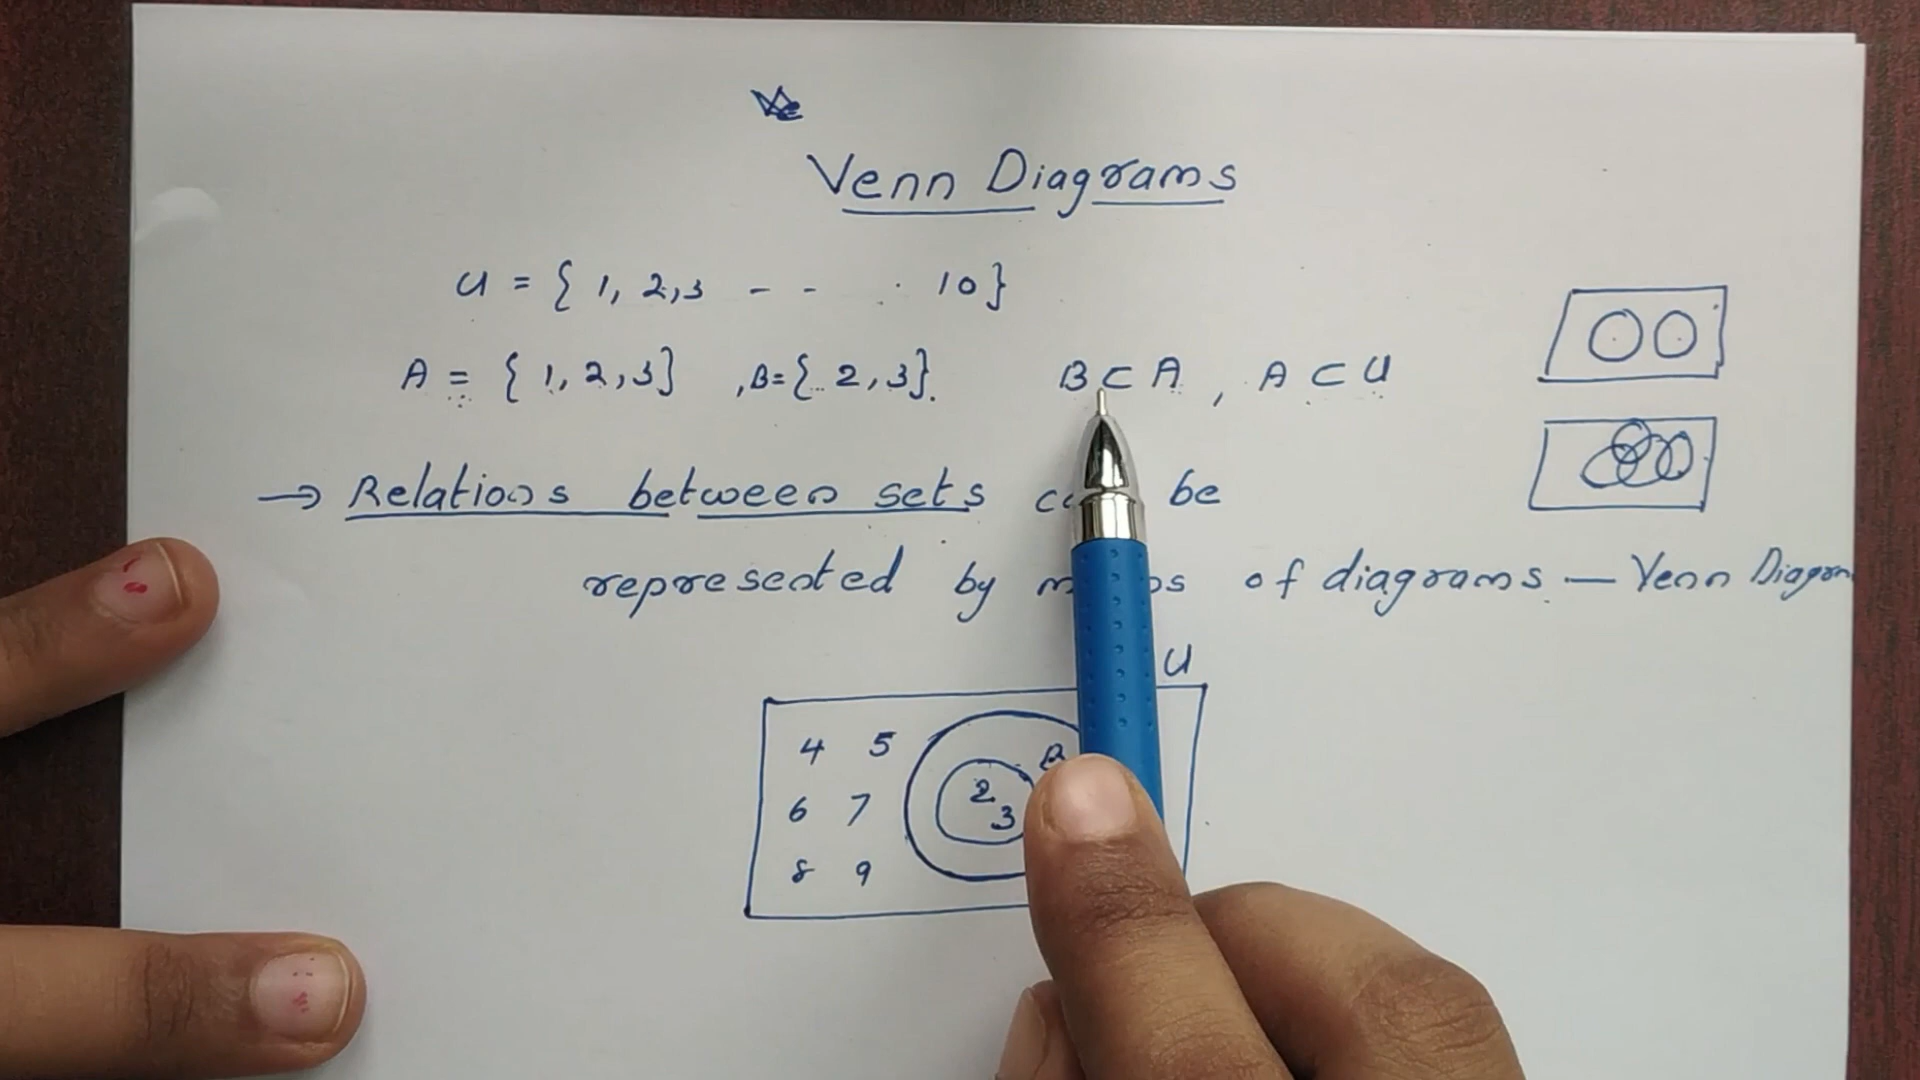 Venn Diagrams
U = { 1, 2, 3 - - . 10}
A = { 1, 2, 3} , B = { 2, 3}. B ⊂ A , A ⊂ U
→ Relations between sets be
represented by of diagrams — Venn
U
4 5 B
2
6 7 3
8 9